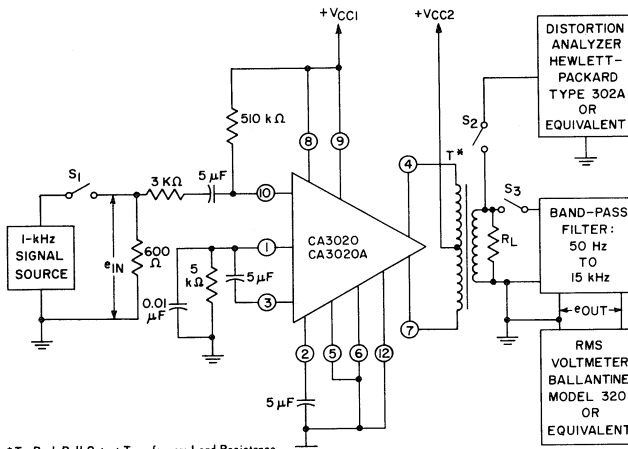 +VCC1
+VCC2
DISTORTION
ANALYZER
HEWLETT-
PACKARD
TYPE 302A
OR
EQUIVALENT
510 kΩ
S1
S2
S3
3 KΩ
5 µF
8
9
10
4
T*
1-kHz
SIGNAL
SOURCE
eIN
600
Ω
1
CA3020
CA3020A
RL
BAND-PASS
FILTER:
50 Hz
TO
15 kHz
5
kΩ
5 µF
0.01
µF
3
7
eOUT
2
5
6
12
5 µF
RMS
VOLTMETER
BALLANTINE
MODEL 320
OR
EQUIVALENT